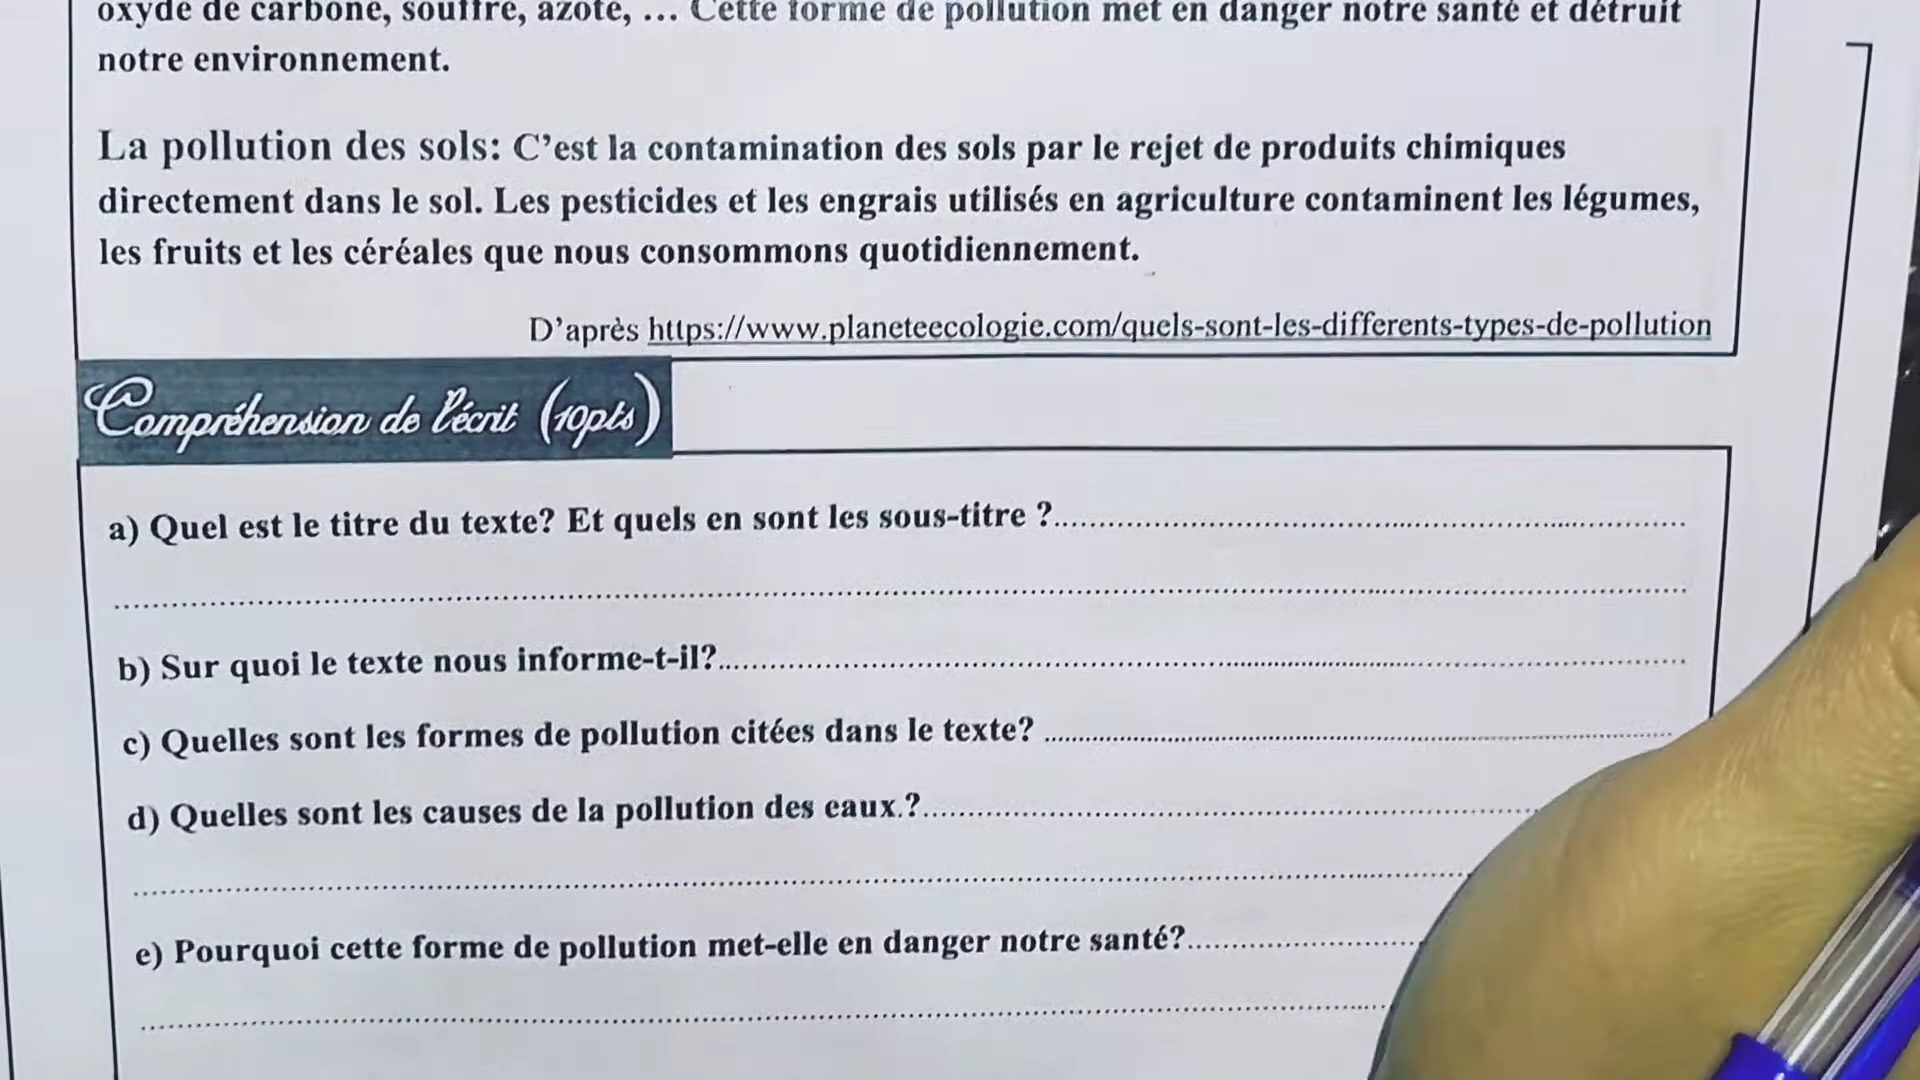 oxyde de carbone, souffre, azote, ... Cette forme de pollution met en danger notre santé et détruit
notre environnement.
La pollution des sols: C'est la contamination des sols par le rejet de produits chimiques
directement dans le sol. Les pesticides et les engrais utilisés en agriculture contaminent les légumes,
les fruits et les céréales que nous consommons quotidiennement.
D'après https://www.planeteecologie.com/quels-sont-les-differents-types-de-pollution
Compréhension de l'écrit (10pts)
a) Quel est le titre du texte? Et quels en sont les sous-titre ?
b) Sur quoi le texte nous informe-t-il?
c) Quelles sont les formes de pollution citées dans le texte?
d) Quelles sont les causes de la pollution des eaux.?
e) Pourquoi cette forme de pollution met-elle en danger notre santé?